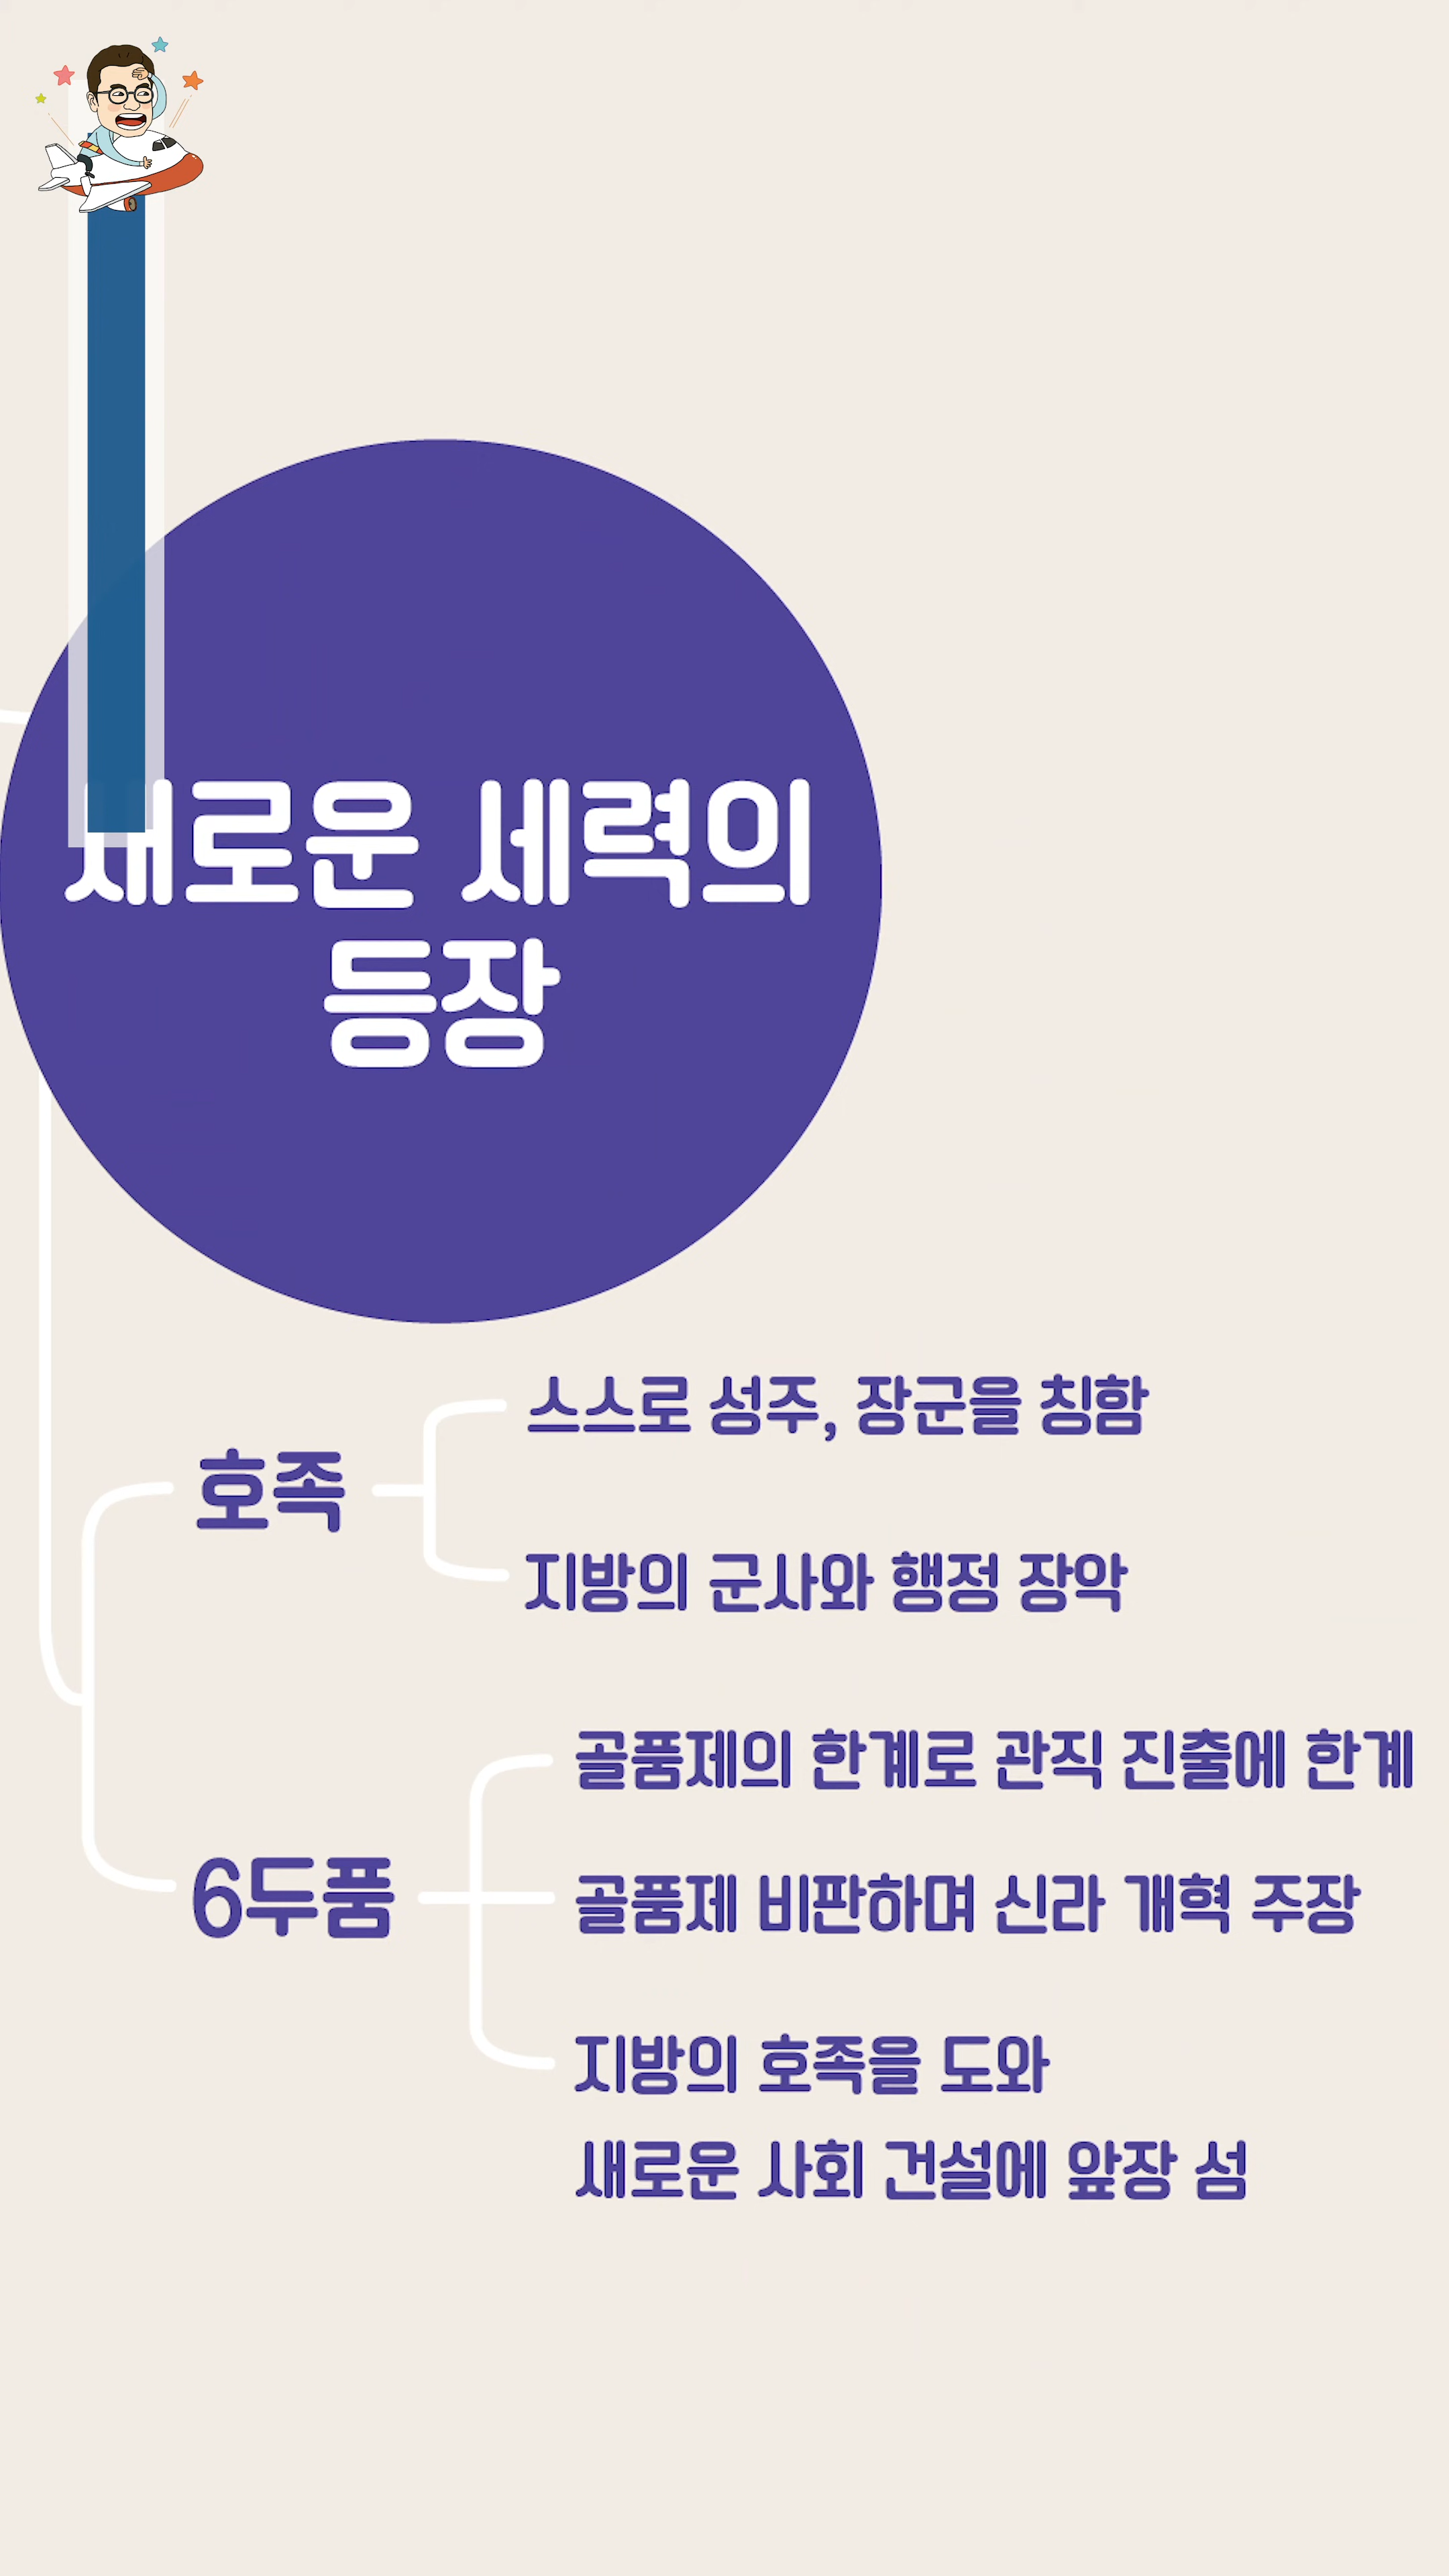 새로운 세력의
등장
호족
스스로 성주, 장군을 칭함
지방의 군사와 행정 장악
6두품
골품제의 한계로 관직 진출에 한계
골품제 비판하며 신라 개혁 주장
지방의 호족을 도와
새로운 사회 건설에 앞장 섬